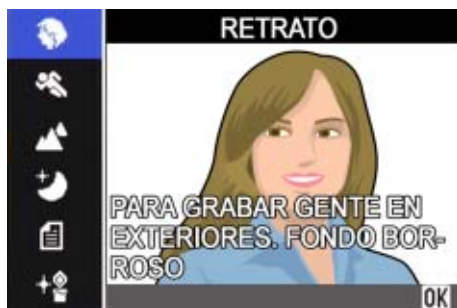 RETRATO
PARA GRABAR GENTE EN
EXTERIORES. FONDO BOR-
ROSO
OK